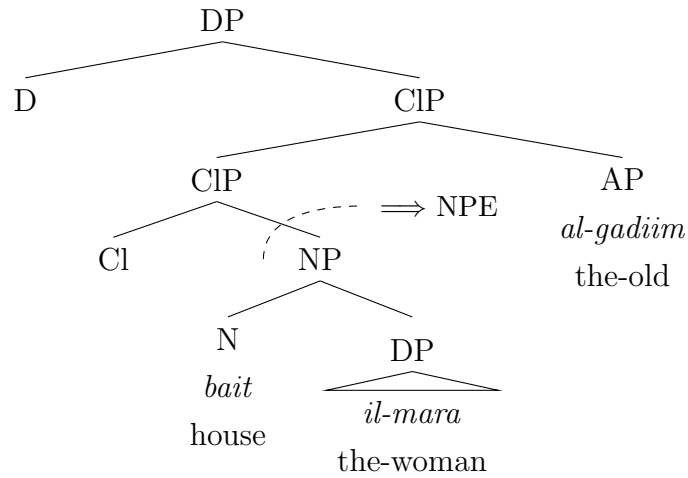 DP
D ClP
ClP AP
⟹ NPE
al-gadiim
Cl NP
the-old
N DP
bait
il-mara
house
the-woman